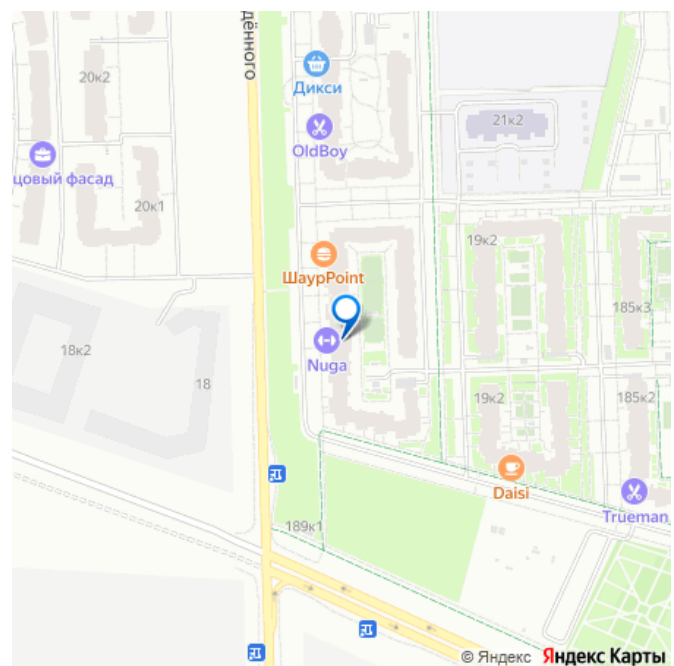 дённого
20к2
Дикси
21к2
OldBoy
цовый фасад
20к1
19к2
ШаурPoint
185к3
18к2
Nuga
18
19к2
185к2
Daisi
Trueman
189к1
© Яндекс Яндекс Карты